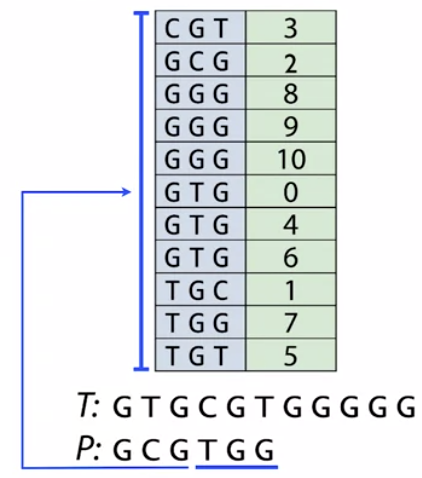 C G T 3
G C G 2
G G G 8
G G G 9
G G G 10
G T G 0
G T G 4
G T G 6
T G C 1
T G G 7
T G T 5
T: G T G C G T G G G G G
P: G C G T G G